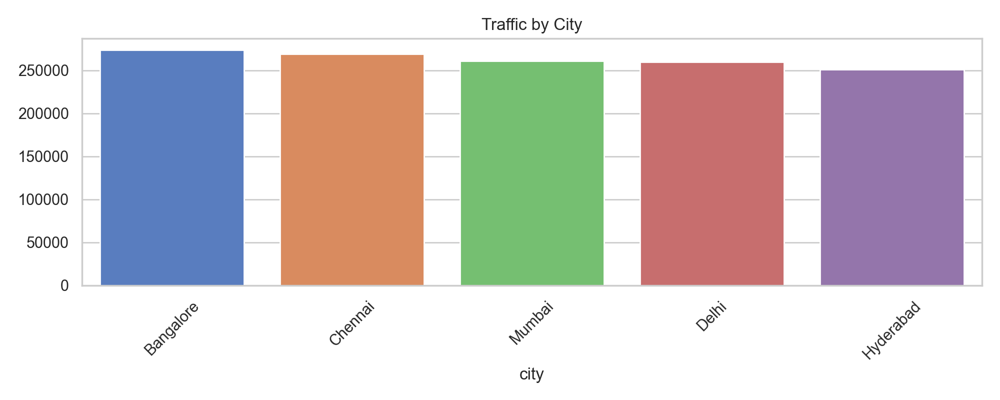 Traffic by City
250000
200000
150000
100000
50000
0
Bangalore
Chennai
Mumbai
Delhi
Hyderabad
city